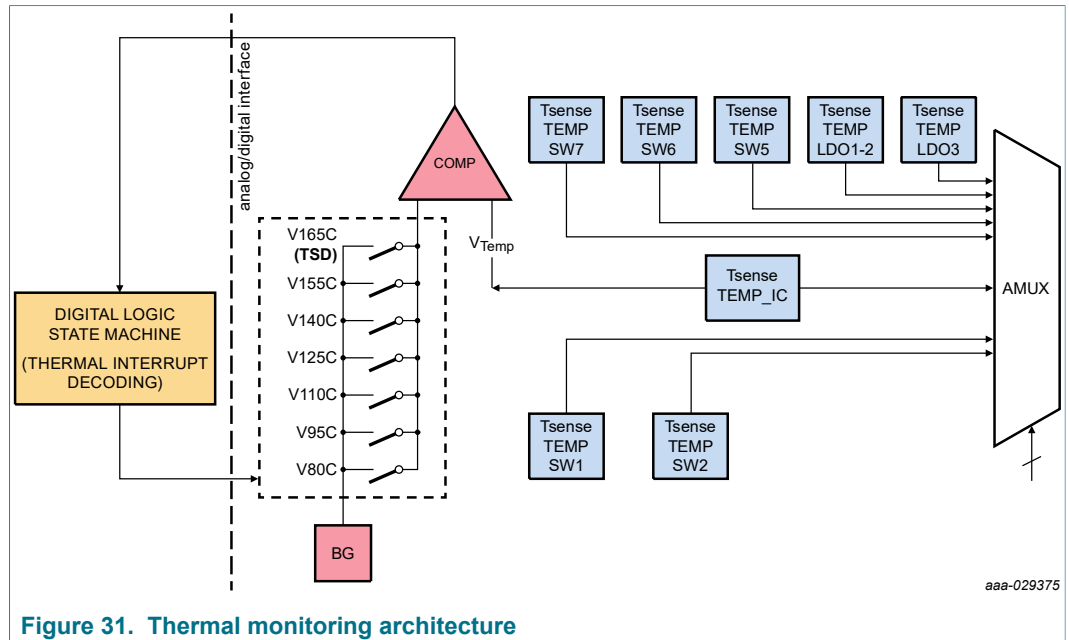 analog/digital interface
COMP
Tsense
TEMP
SW7
Tsense
TEMP
SW6
Tsense
TEMP
SW5
Tsense
TEMP
LDO1-2
Tsense
TEMP
LDO3
V165C
(TSD)
V155C
V140C
V125C
V110C
V95C
V80C
VTemp
Tsense
TEMP_IC
AMUX
DIGITAL LOGIC
STATE MACHINE
(THERMAL INTERRUPT
DECODING)
Tsense
TEMP
SW1
Tsense
TEMP
SW2
BG
aaa-029375
Figure 31. Thermal monitoring architecture